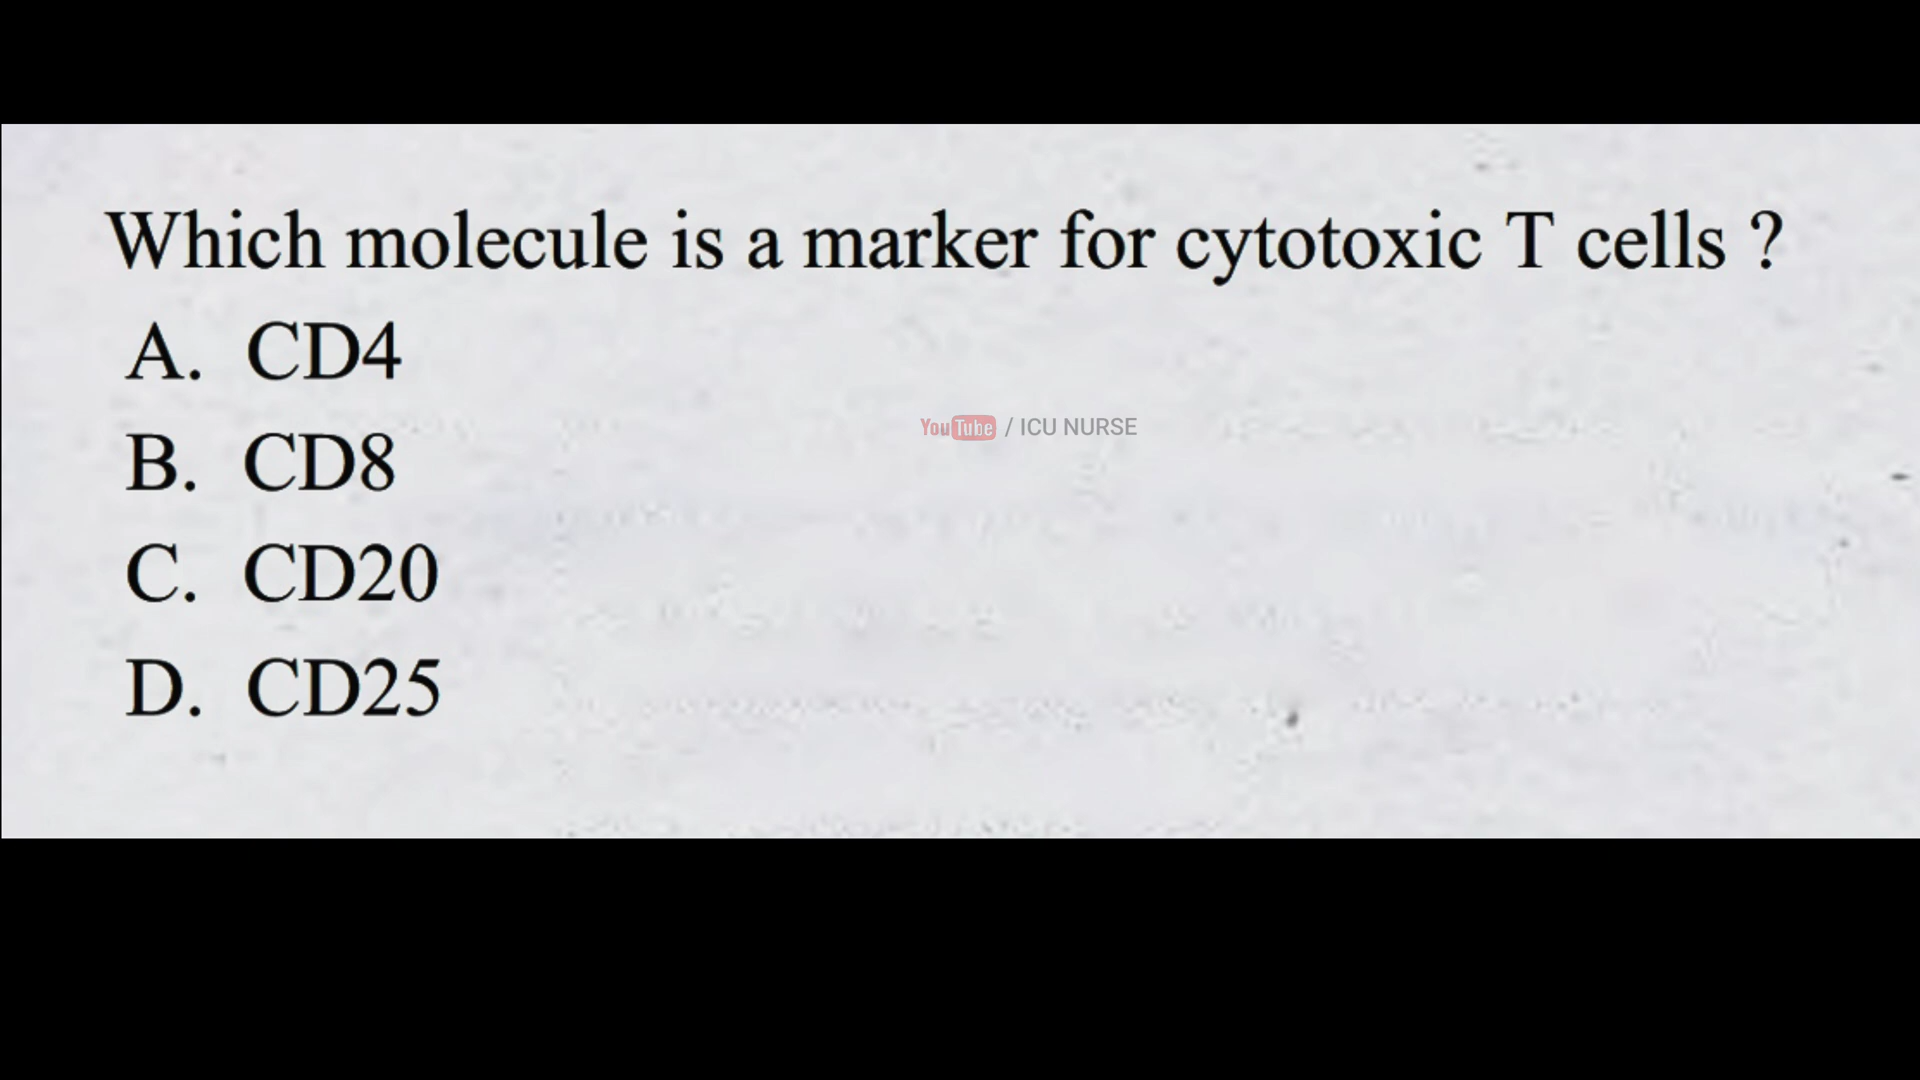 Which molecule is a marker for cytotoxic T cells ?
A. CD4
YouTube / ICU NURSE
B. CD8
C. CD20
D. CD25